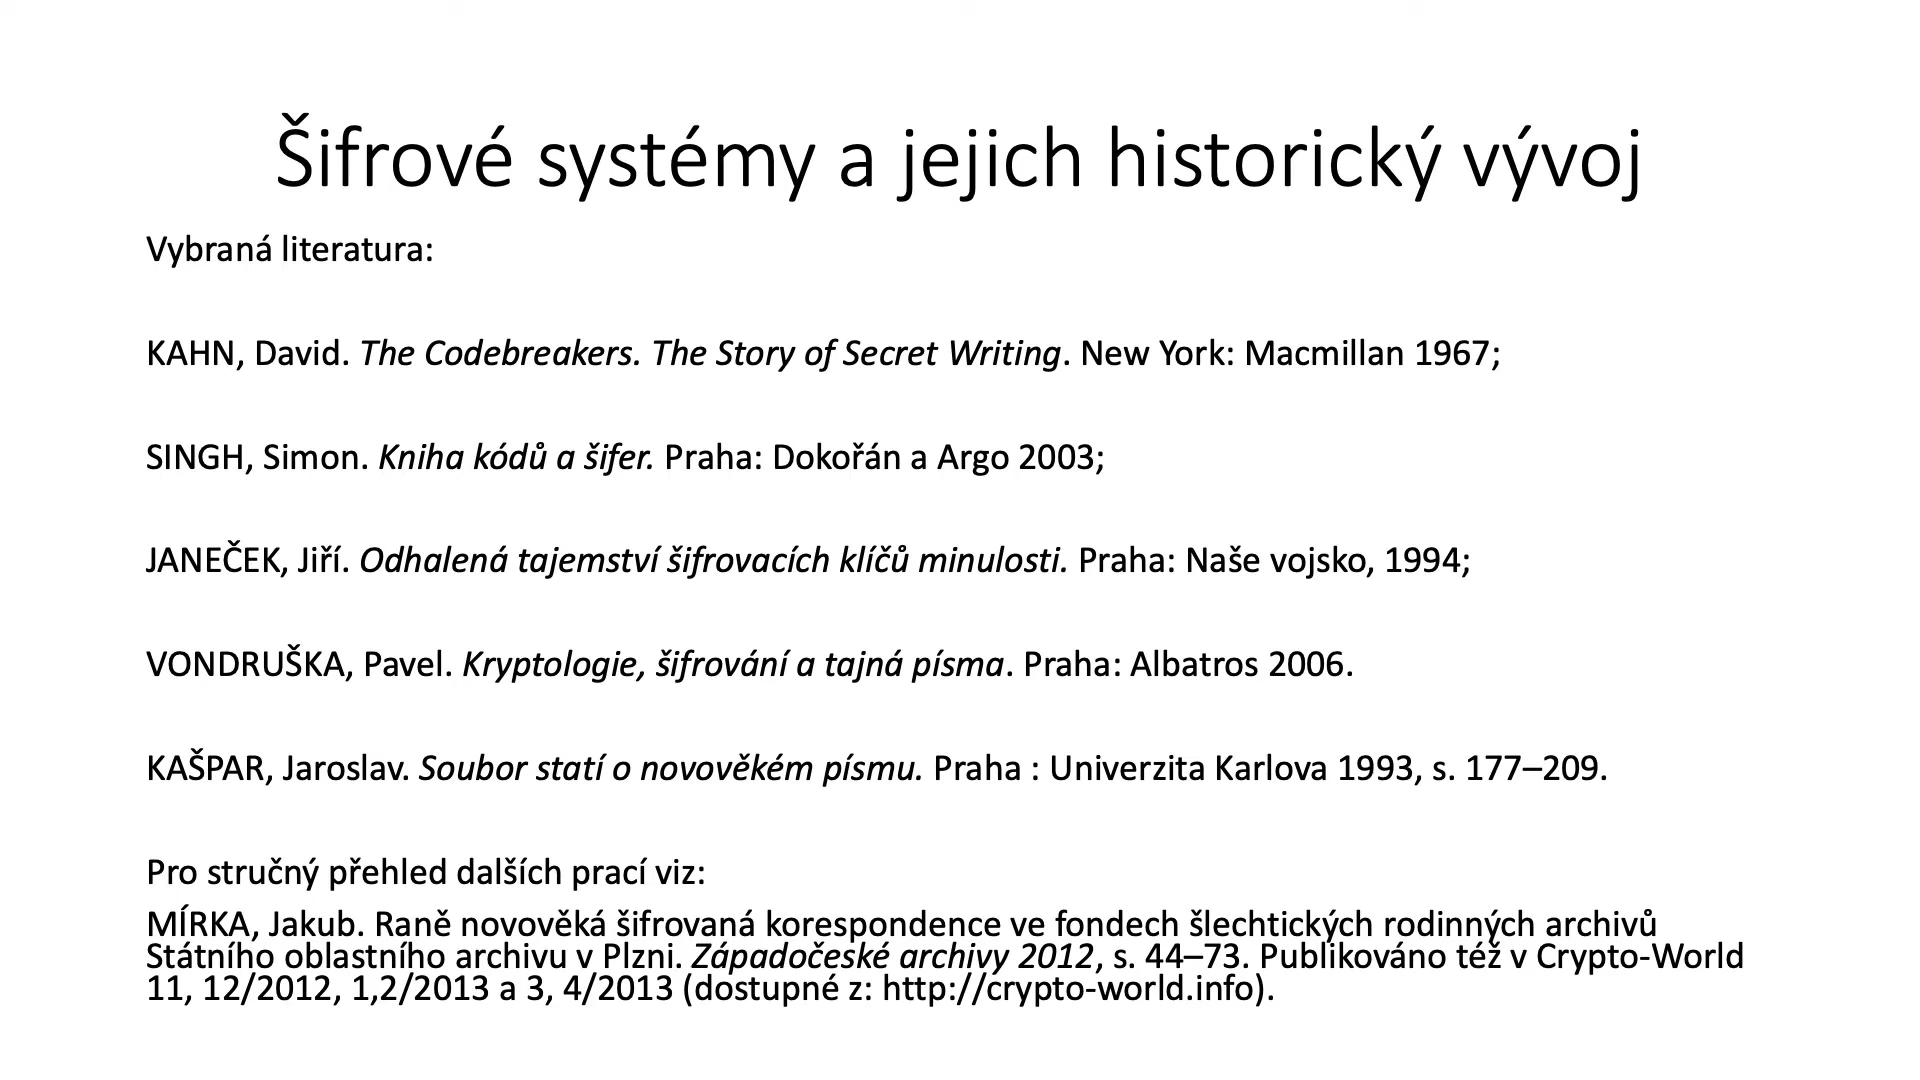 Šifrové systémy a jejich historický vývoj
Vybraná literatura:
KAHN, David. The Codebreakers. The Story of Secret Writing. New York: Macmillan 1967;
SINGH, Simon. Kniha kódů a šifer. Praha: Dokořán a Argo 2003;
JANEČEK, Jiří. Odhalená tajemství šifrovacích klíčů minulosti. Praha: Naše vojsko, 1994;
VONDRUŠKA, Pavel. Kryptologie, šifrování a tajná písma. Praha: Albatros 2006.
KAŠPAR, Jaroslav. Soubor statí o novověkém písmu. Praha : Univerzita Karlova 1993, s. 177–209.
Pro stručný přehled dalších prací viz:
MÍRKA, Jakub. Raně novověká šifrovaná korespondence ve fondech šlechtických rodinných archivů
Státního oblastního archivu v Plzni. Západočeské archivy 2012, s. 44–73. Publikováno též v Crypto-World
11, 12/2012, 1,2/2013 a 3, 4/2013 (dostupné z: http://crypto-world.info).